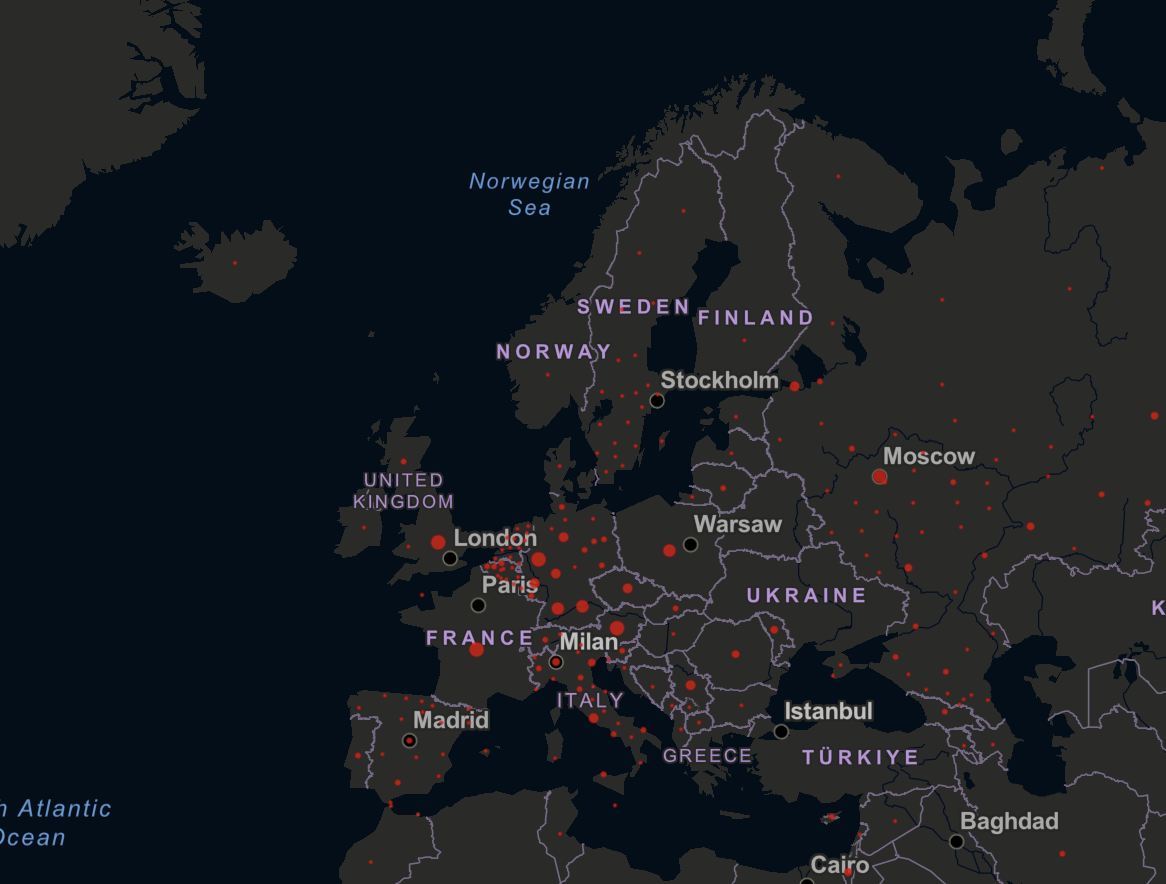 Norwegian
Sea
SWEDEN
FINLAND
NORWAY
Stockholm
Moscow
UNITED
KINGDOM
Warsaw
London
Paris
UKRAINE
K
FRANCE
Milan
ITALY
Istanbul
Madrid
GREECE
TÜRKIYE
h Atlantic
Ocean
Baghdad
Cairo